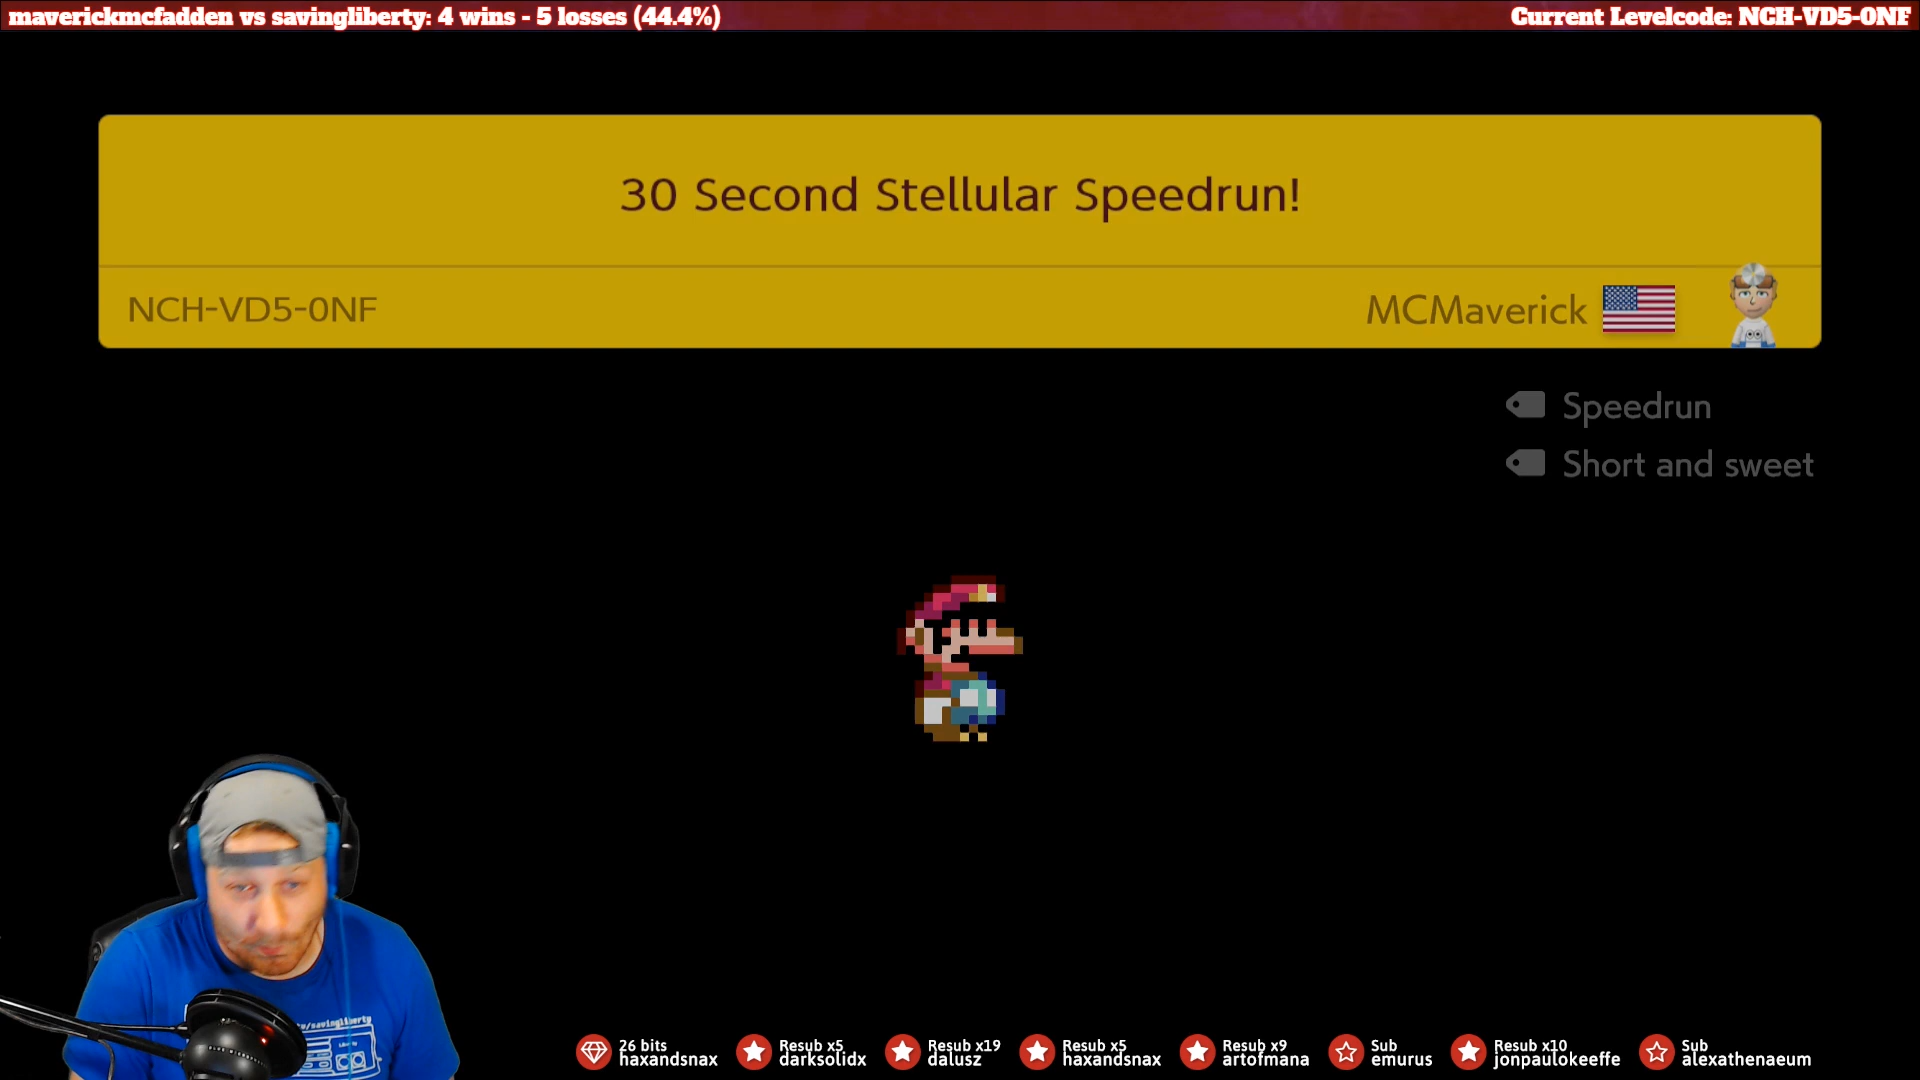 maverickmcfadden vs savingliberty: 4 wins - 5 losses (44.4%)
Current Levelcode: NCH-VD5-0NF
30 Second Stellular Speedrun!
NCH-VD5-0NF
MCMaverick
Speedrun
Short and sweet
/savingliberty
26 bits
haxandsnax
Resub x5
darksolidx
Resub x19
dalusz
Resub x5
haxandsnax
Resub x9
artofmana
Sub
emurus
Resub x10
jonpaulokeeffe
Sub
alexathenaeum